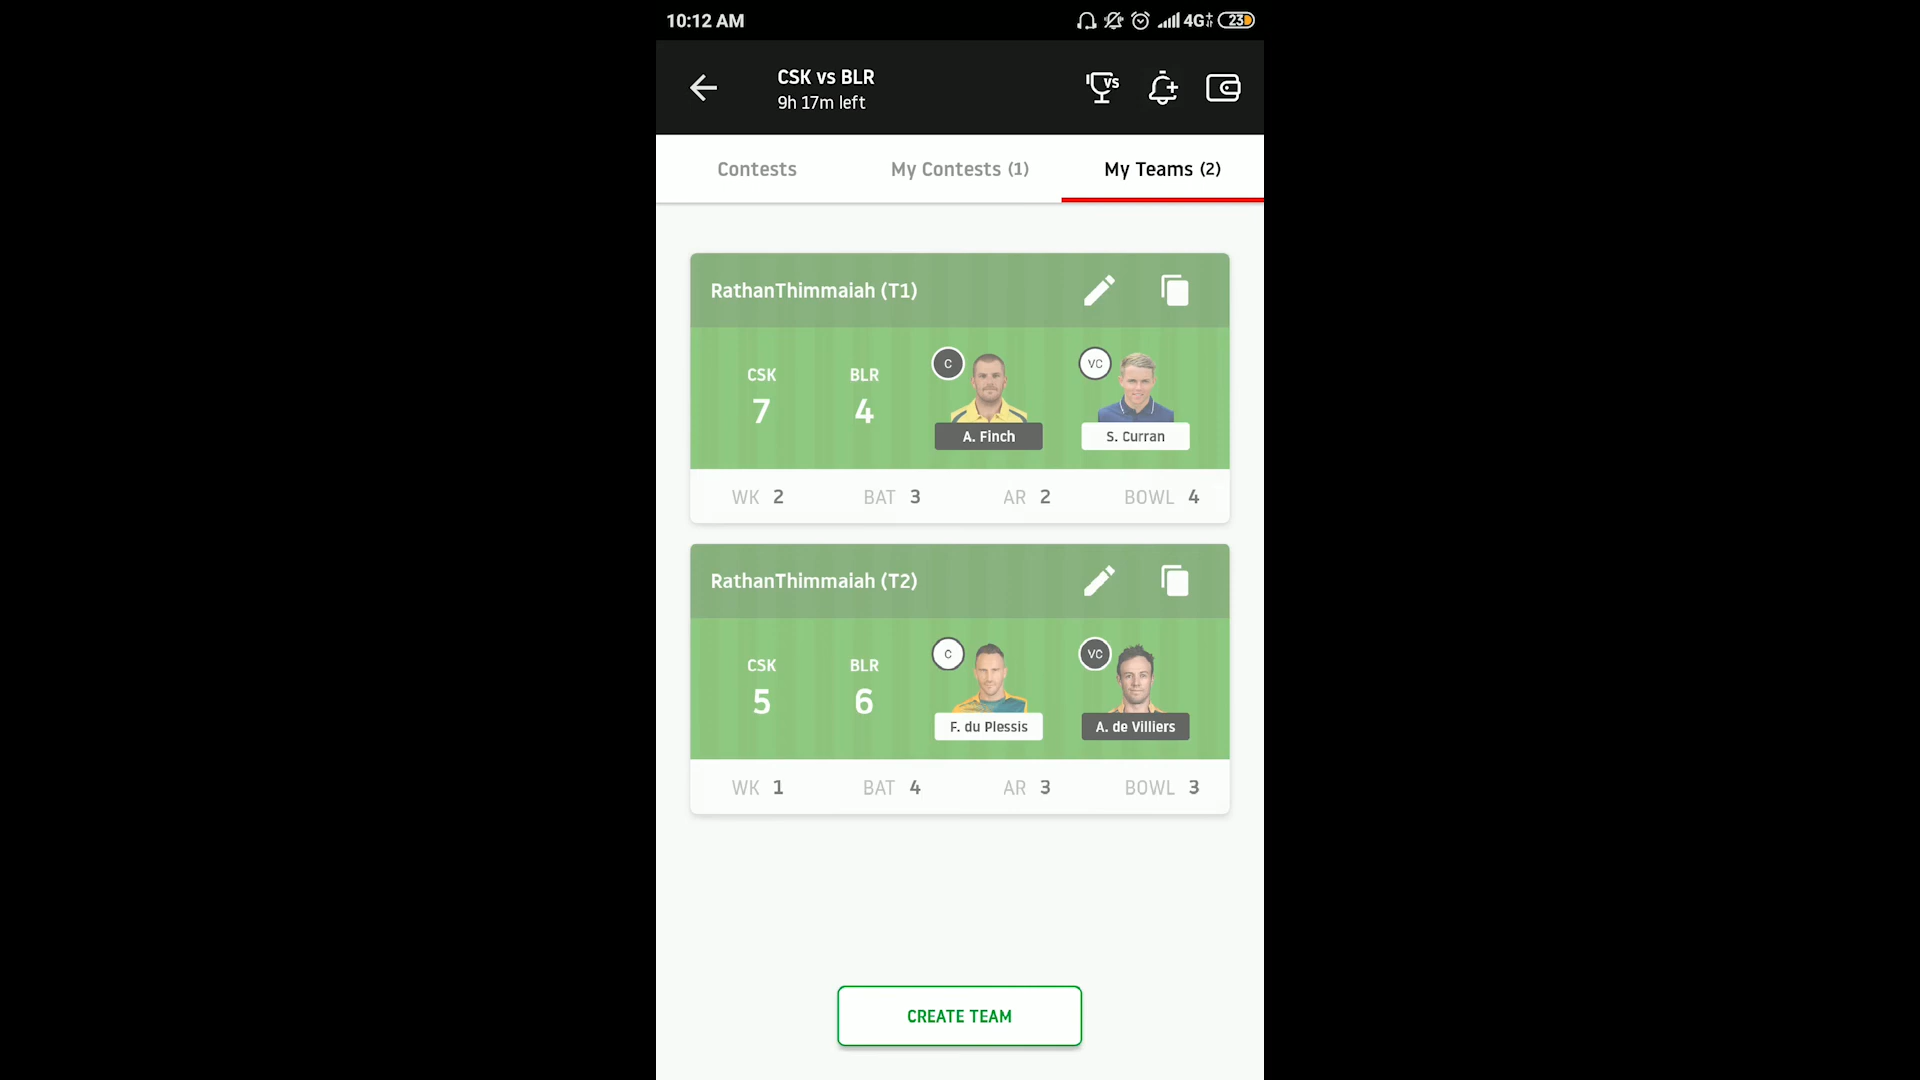 10:12 AM
4G+
23
CSK vs BLR
9h 17m left
VS
Contests
My Contests (1)
My Teams (2)
RathanThimmaiah (T1)
CSK
BLR
C
VC
7
4
A. Finch
S. Curran
WK 2
BAT 3
AR 2
BOWL 4
RathanThimmaiah (T2)
CSK
BLR
C
VC
5
6
F. du Plessis
A. de Villiers
WK 1
BAT 4
AR 3
BOWL 3
CREATE TEAM